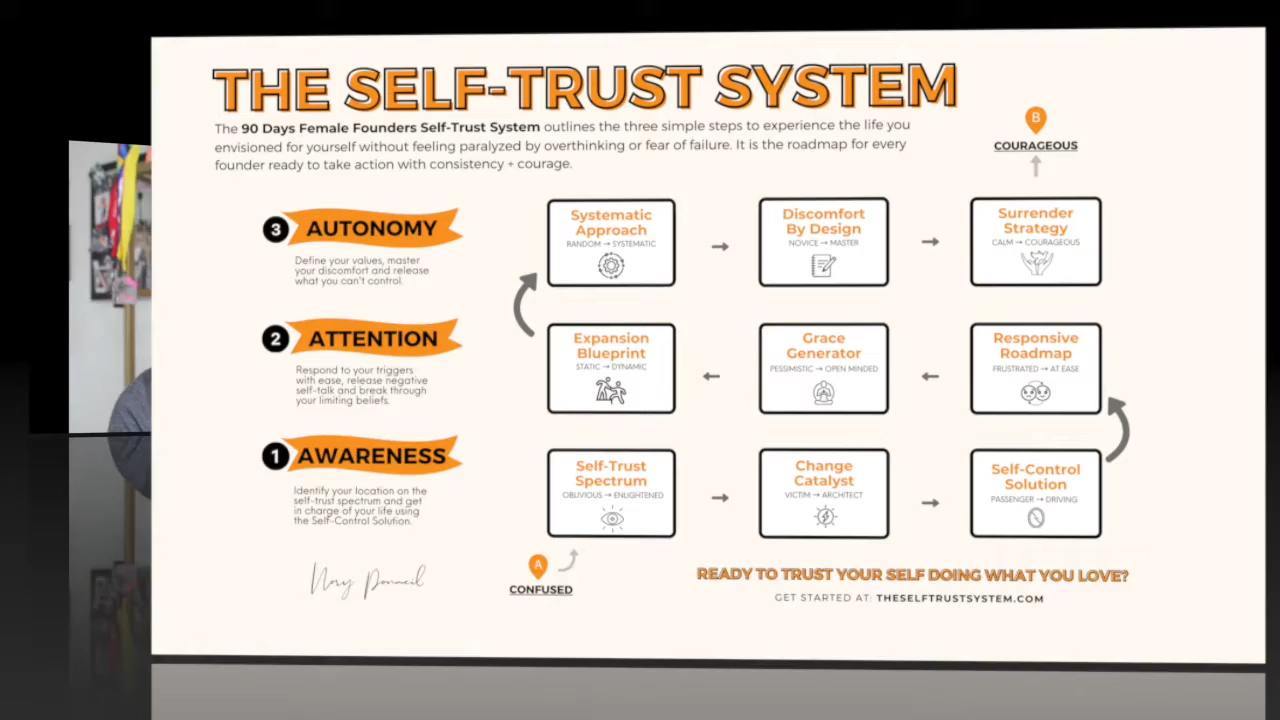 THE SELF-TRUST SYSTEM
The 90 Days Female Founders Self-Trust System outlines the three simple steps to experience the life you
envisioned for yourself without feeling paralyzed by overthinking or fear of failure. It is the roadmap for every
founder ready to take action with consistency + courage.
B
COURAGEOUS
3 AUTONOMY
Define your values, master
your discomfort and release
what you can't control.
Systematic
Approach
RANDOM → SYSTEMATIC
Discomfort
By Design
NOVICE → MASTER
Surrender
Strategy
CALM → COURAGEOUS
2 ATTENTION
Respond to your triggers
with ease, release negative
self-talk and break through
your limiting beliefs.
Expansion
Blueprint
STATIC → DYNAMIC
Grace
Generator
PESSIMISTIC → OPEN MINDED
Responsive
Roadmap
FRUSTRATED → AT EASE
1 AWARENESS
Identify your location on the
self-trust spectrum and get
in charge of your life using
the Self-Control Solution.
Self-Trust
Spectrum
OBLIVIOUS → ENLIGHTENED
Change
Catalyst
VICTIM → ARCHITECT
Self-Control
Solution
PASSENGER → DRIVING
A
CONFUSED
READY TO TRUST YOUR SELF DOING WHAT YOU LOVE?
GET STARTED AT: THESELFTRUSTSYSTEM.COM